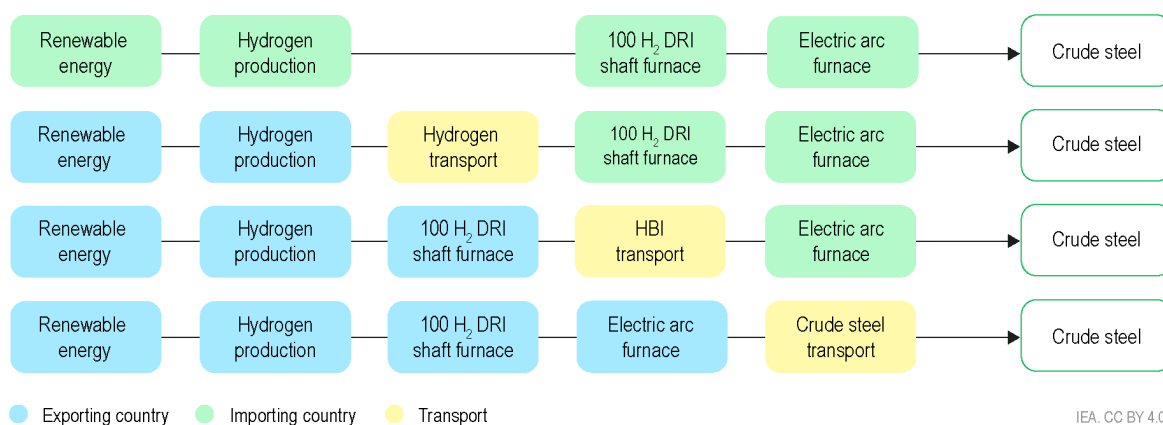 Renewable
energy
Hydrogen
production
100 H₂ DRI
shaft furnace
Electric arc
furnace
Crude steel
Renewable
energy
Hydrogen
production
Hydrogen
transport
100 H₂ DRI
shaft furnace
Electric arc
furnace
Crude steel
Renewable
energy
Hydrogen
production
100 H₂ DRI
shaft furnace
HBI
transport
Electric arc
furnace
Crude steel
Renewable
energy
Hydrogen
production
100 H₂ DRI
shaft furnace
Electric arc
furnace
Crude steel
transport
Crude steel
Exporting country
Importing country
Transport
IEA. CC BY 4.0